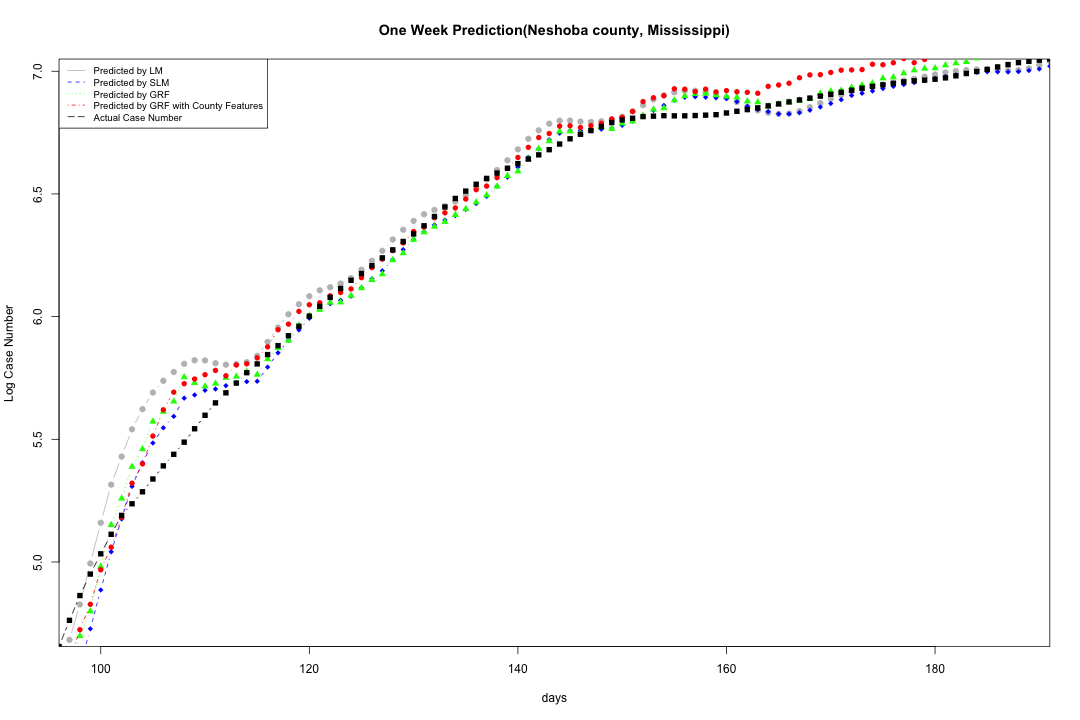 One Week Prediction(Neshoba county, Mississippi)
Predicted by LM
Predicted by SLM
Predicted by GRF
Predicted by GRF with County Features
Actual Case Number
7.0
6.5
6.0
5.5
5.0
Log Case Number
100 120 140 160 180
days